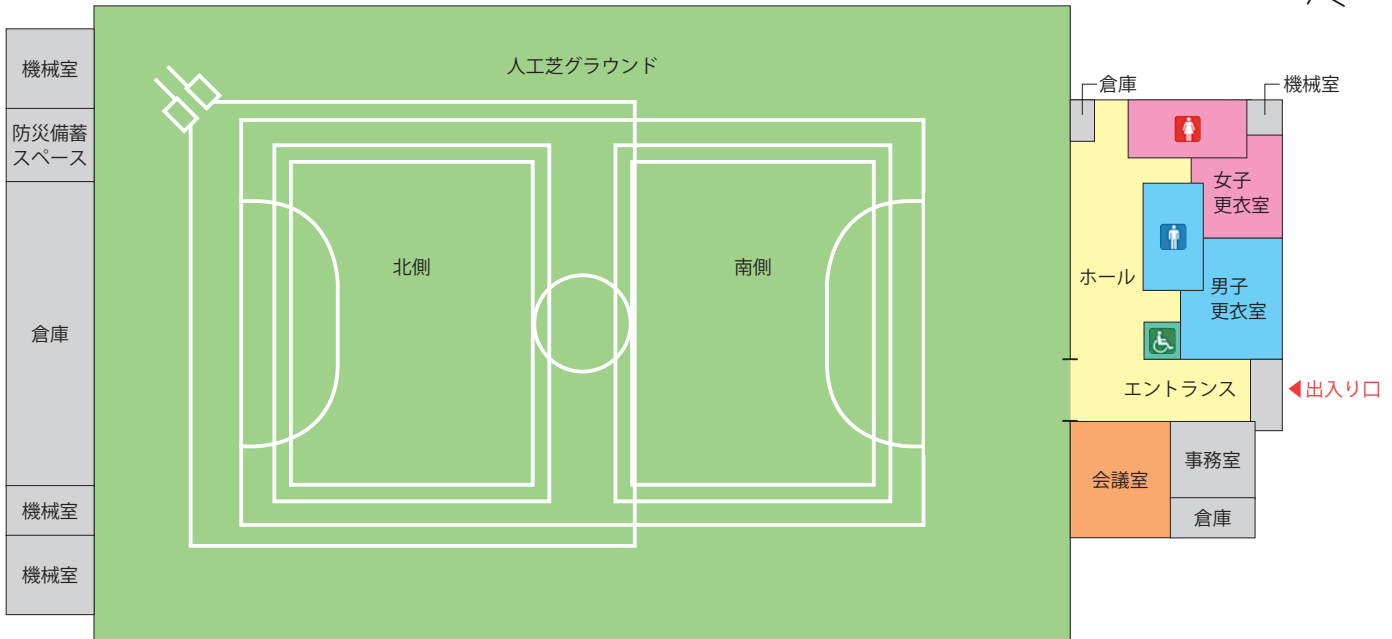 人工芝グラウンド
機械室
防災備蓄
スペース
倉庫
機械室
機械室
北側
南側
倉庫
機械室
女子
更衣室
ホール
男子
更衣室
エントランス
出入り口
会議室
事務室
倉庫